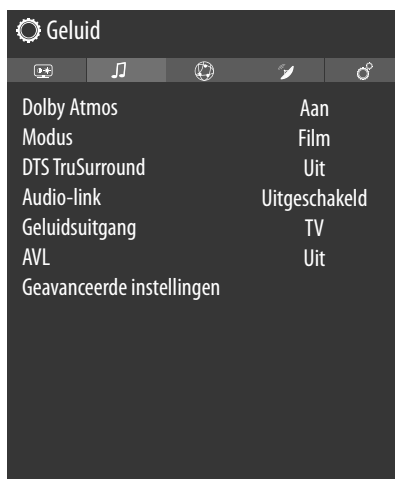 Geluid
Dolby Atmos Aan
Modus Film
DTS TruSurround Uit
Audio-link Uitgeschakeld
Geluidsuitgang TV
AVL Uit
Geavanceerde instellingen